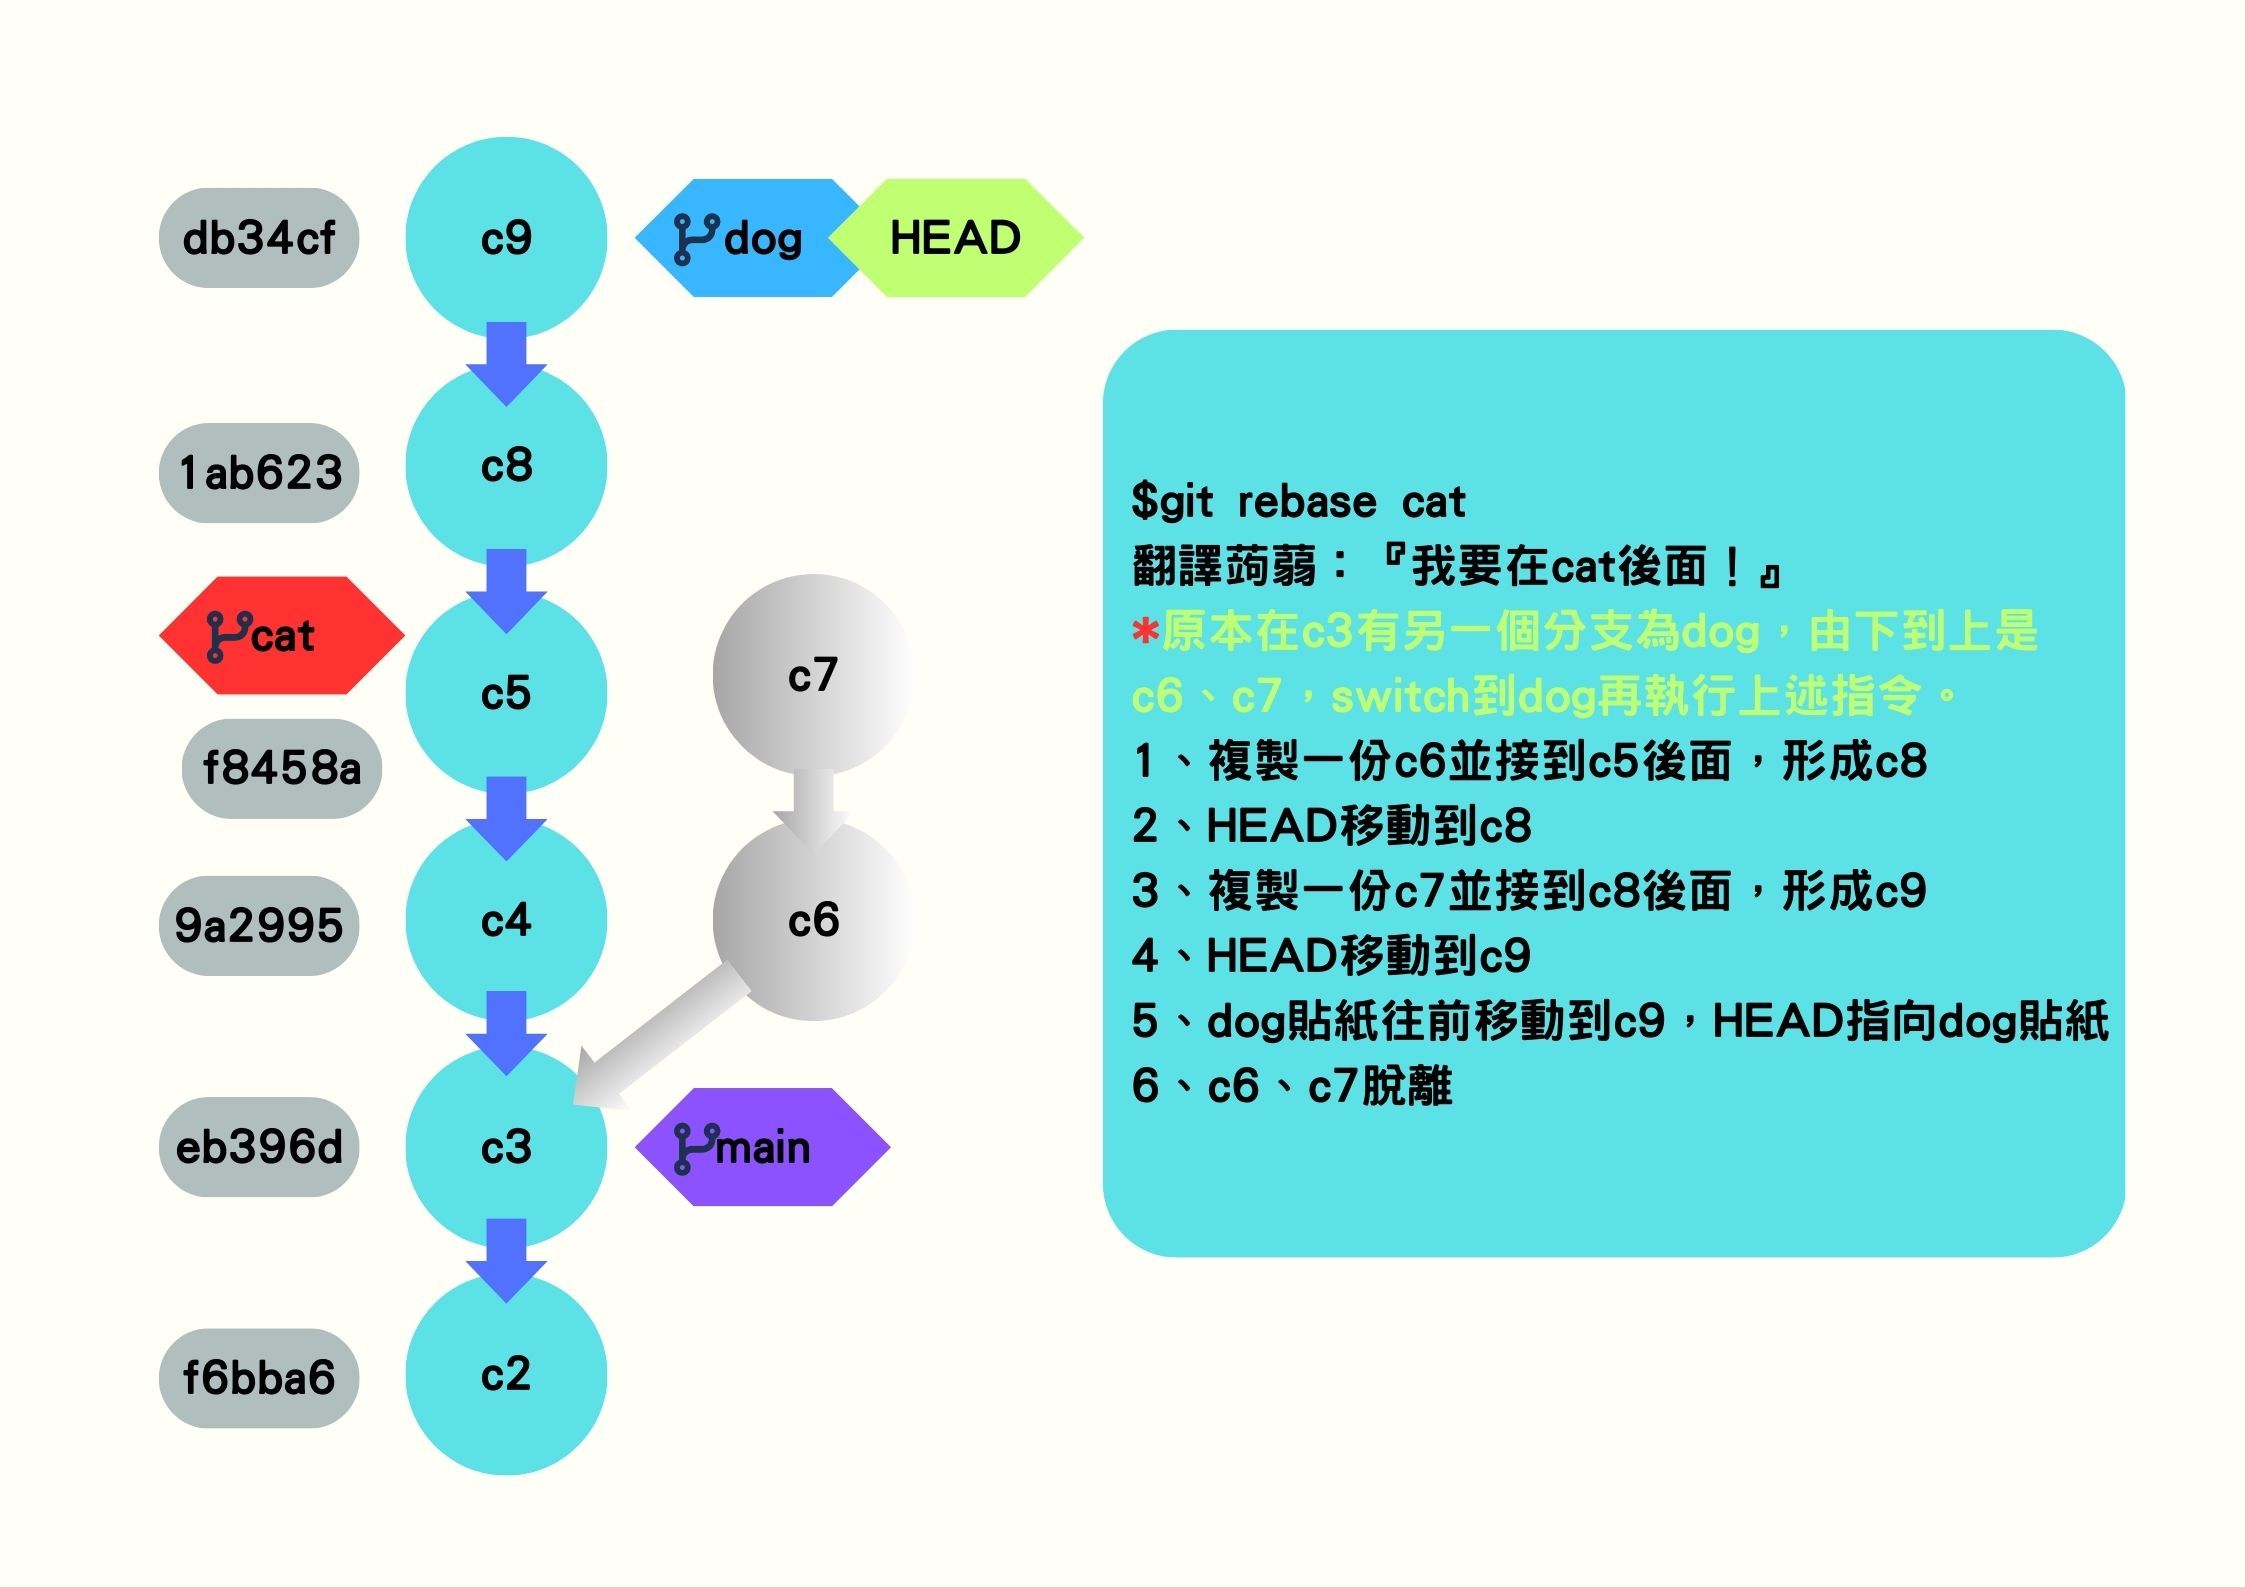 db34cf
c9
dog
HEAD
1ab623
c8
cat
c5
f8458a
c7
9a2995
c4
c6
eb396d
c3
main
f6bba6
c2
$git rebase cat
翻譯蒟蒻：『我要在cat後面！』
*原本在c3有另一個分支為dog，由下到上是
c6、c7，switch到dog再執行上述指令。
1、複製一份c6並接到c5後面，形成c8
2、HEAD移動到c8
3、複製一份c7並接到c8後面，形成c9
4、HEAD移動到c9
5、dog貼紙往前移動到c9，HEAD指向dog貼紙
6、c6、c7脫離